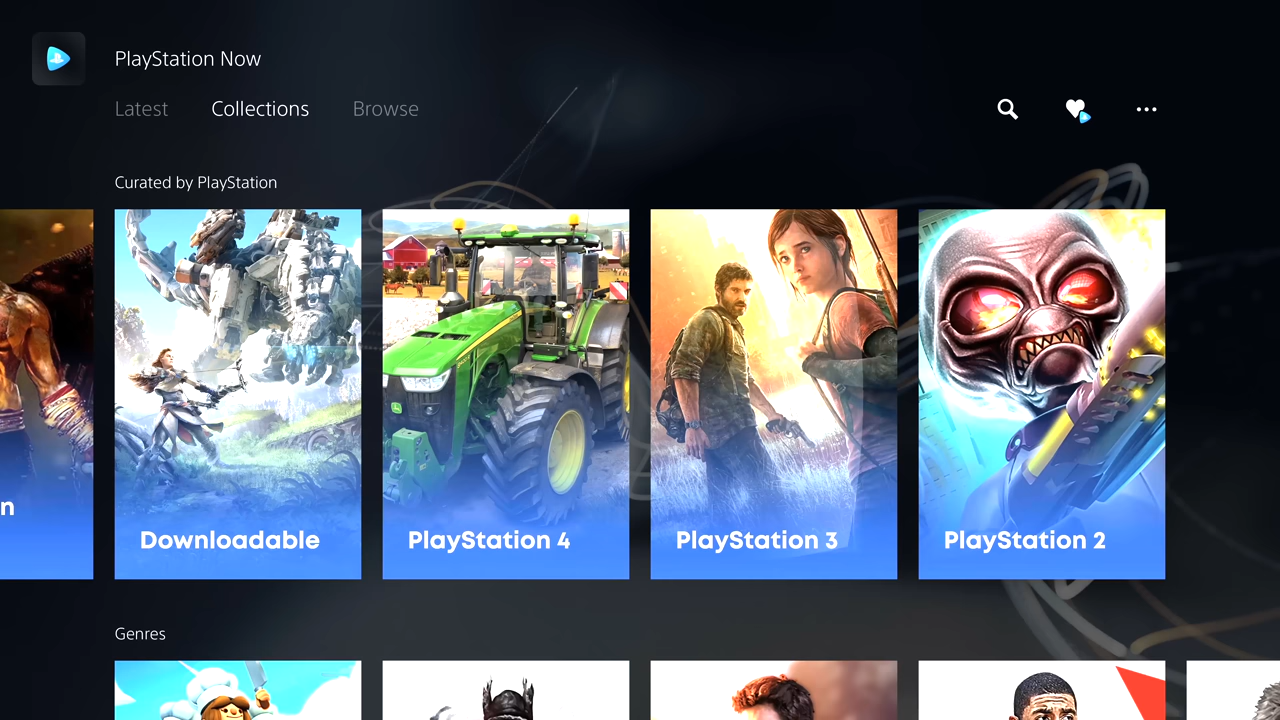 PlayStation Now
Latest
Collections
Browse
Curated by PlayStation
n
Downloadable
PlayStation 4
PlayStation 3
PlayStation 2
Genres